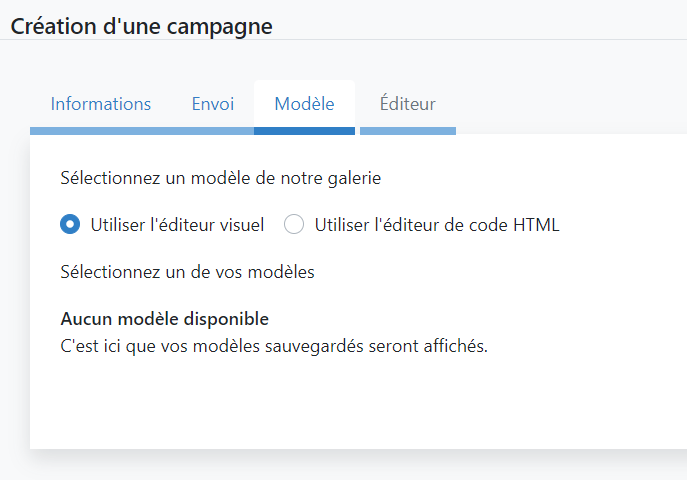 Création d'une campagne
Informations Envoi Modèle Éditeur
Sélectionnez un modèle de notre galerie
Utiliser l'éditeur visuel Utiliser l'éditeur de code HTML
Sélectionnez un de vos modèles
Aucun modèle disponible
C'est ici que vos modèles sauvegardés seront affichés.